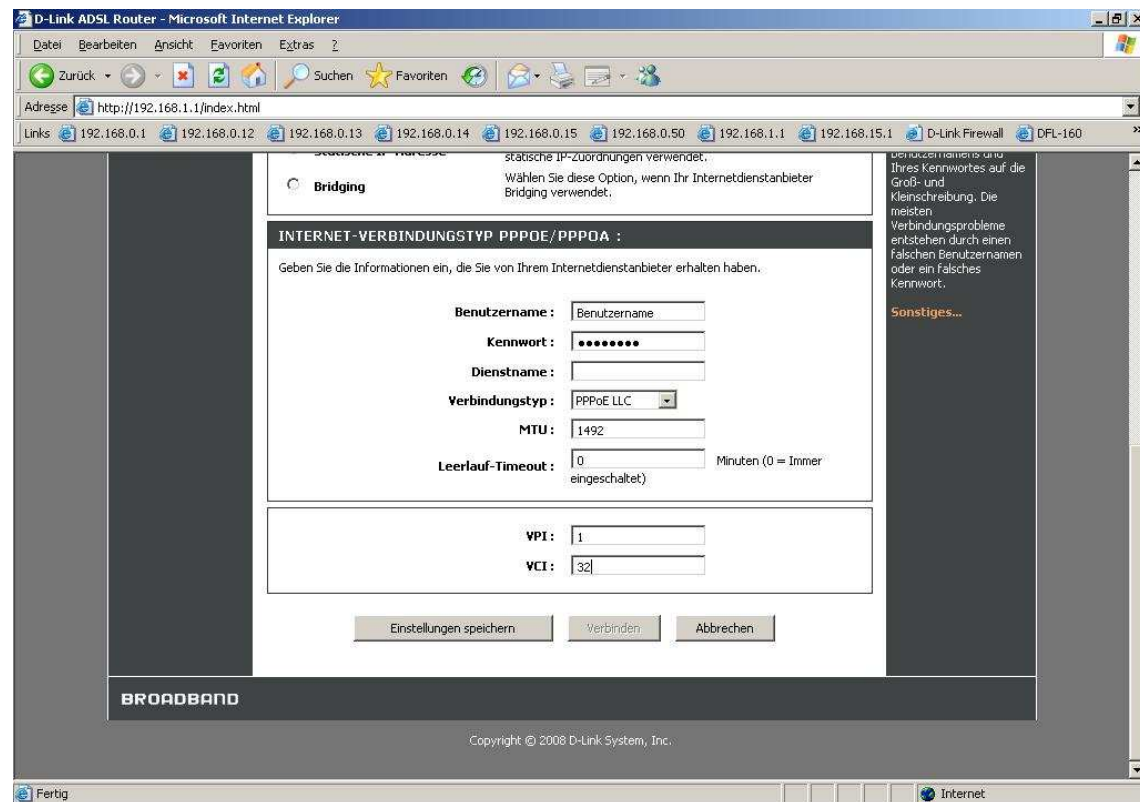 D-Link ADSL Router - Microsoft Internet Explorer
Datei Bearbeiten Ansicht Favoriten Extras ?
Zurück Suchen Favoriten
Adresse http://192.168.1.1/index.html
Links 192.168.0.1 192.168.0.12 192.168.0.13 192.168.0.14 192.168.0.15 192.168.0.50 192.168.1.1 192.168.15.1 D-Link Firewall DFL-160 »
Statische IP-Adresse
statische IP-Zuordnungen verwendet.
Bridging
Wählen Sie diese Option, wenn Ihr Internetdienstanbieter
Bridging verwendet.
INTERNET-VERBINDUNGSTYP PPPOE/PPPOA :
Geben Sie die Informationen ein, die Sie von Ihrem Internetdienstanbieter erhalten haben.
Benutzername : Benutzername
Kennwort : ●●●●●●●●
Dienstname :
Verbindungstyp : PPPoE LLC
MTU : 1492
Leerlauf-Timeout : 0 Minuten (0 = Immer
eingeschaltet)
VPI : 1
VCI : 32
Einstellungen speichern Verbinden Abbrechen
Benutzernamens und
Ihres Kennwortes auf die
Groß- und
Kleinschreibung. Die
meisten
Verbindungsprobleme
entstehen durch einen
falschen Benutzernamen
oder ein falsches
Kennwort.
Sonstiges...
BROADBAND
Copyright © 2008 D-Link System, Inc.
Fertig Internet